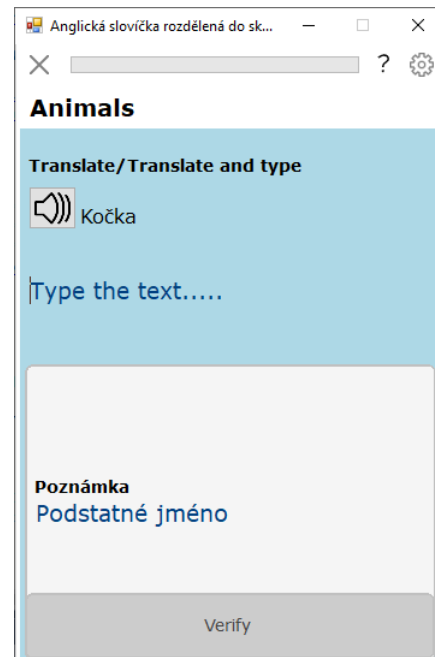 Anglická slovíčka rozdělená do sk...
?
Animals
Translate/Translate and type
Kočka
Type the text.....
Poznámka
Podstatné jméno
Verify